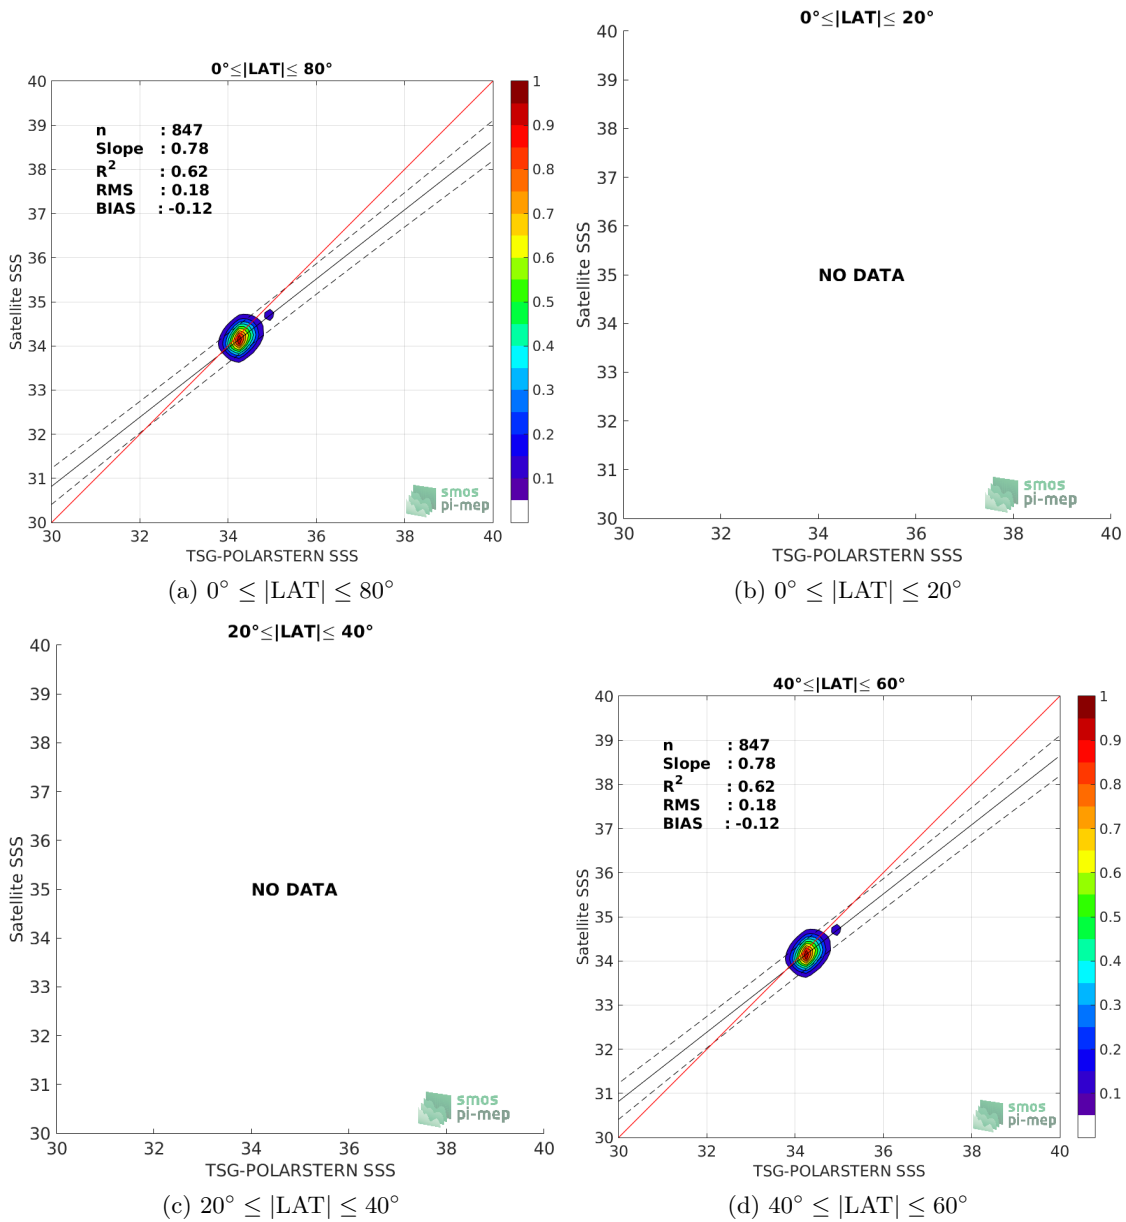 0°≤|LAT|≤ 80°
40
39
38
37
36
35
34
33
32
31
30
Satellite SSS
n : 847
Slope : 0.78
R² : 0.62
RMS : 0.18
BIAS : -0.12
smos
pi-mep
30 32 34 36 38 40
TSG-POLARSTERN SSS
1
0.9
0.8
0.7
0.6
0.5
0.4
0.3
0.2
0.1
(a) 0° ≤ |LAT| ≤ 80°
0°≤|LAT|≤ 20°
40
39
38
37
36
35
34
33
32
31
30
Satellite SSS
NO DATA
smos
pi-mep
30 32 34 36 38 40
TSG-POLARSTERN SSS
(b) 0° ≤ |LAT| ≤ 20°
20°≤|LAT|≤ 40°
40
39
38
37
36
35
34
33
32
31
30
Satellite SSS
NO DATA
smos
pi-mep
30 32 34 36 38 40
TSG-POLARSTERN SSS
(c) 20° ≤ |LAT| ≤ 40°
40°≤|LAT|≤ 60°
40
39
38
37
36
35
34
33
32
31
30
Satellite SSS
n : 847
Slope : 0.78
R² : 0.62
RMS : 0.18
BIAS : -0.12
smos
pi-mep
30 32 34 36 38 40
TSG-POLARSTERN SSS
1
0.9
0.8
0.7
0.6
0.5
0.4
0.3
0.2
0.1
(d) 40° ≤ |LAT| ≤ 60°